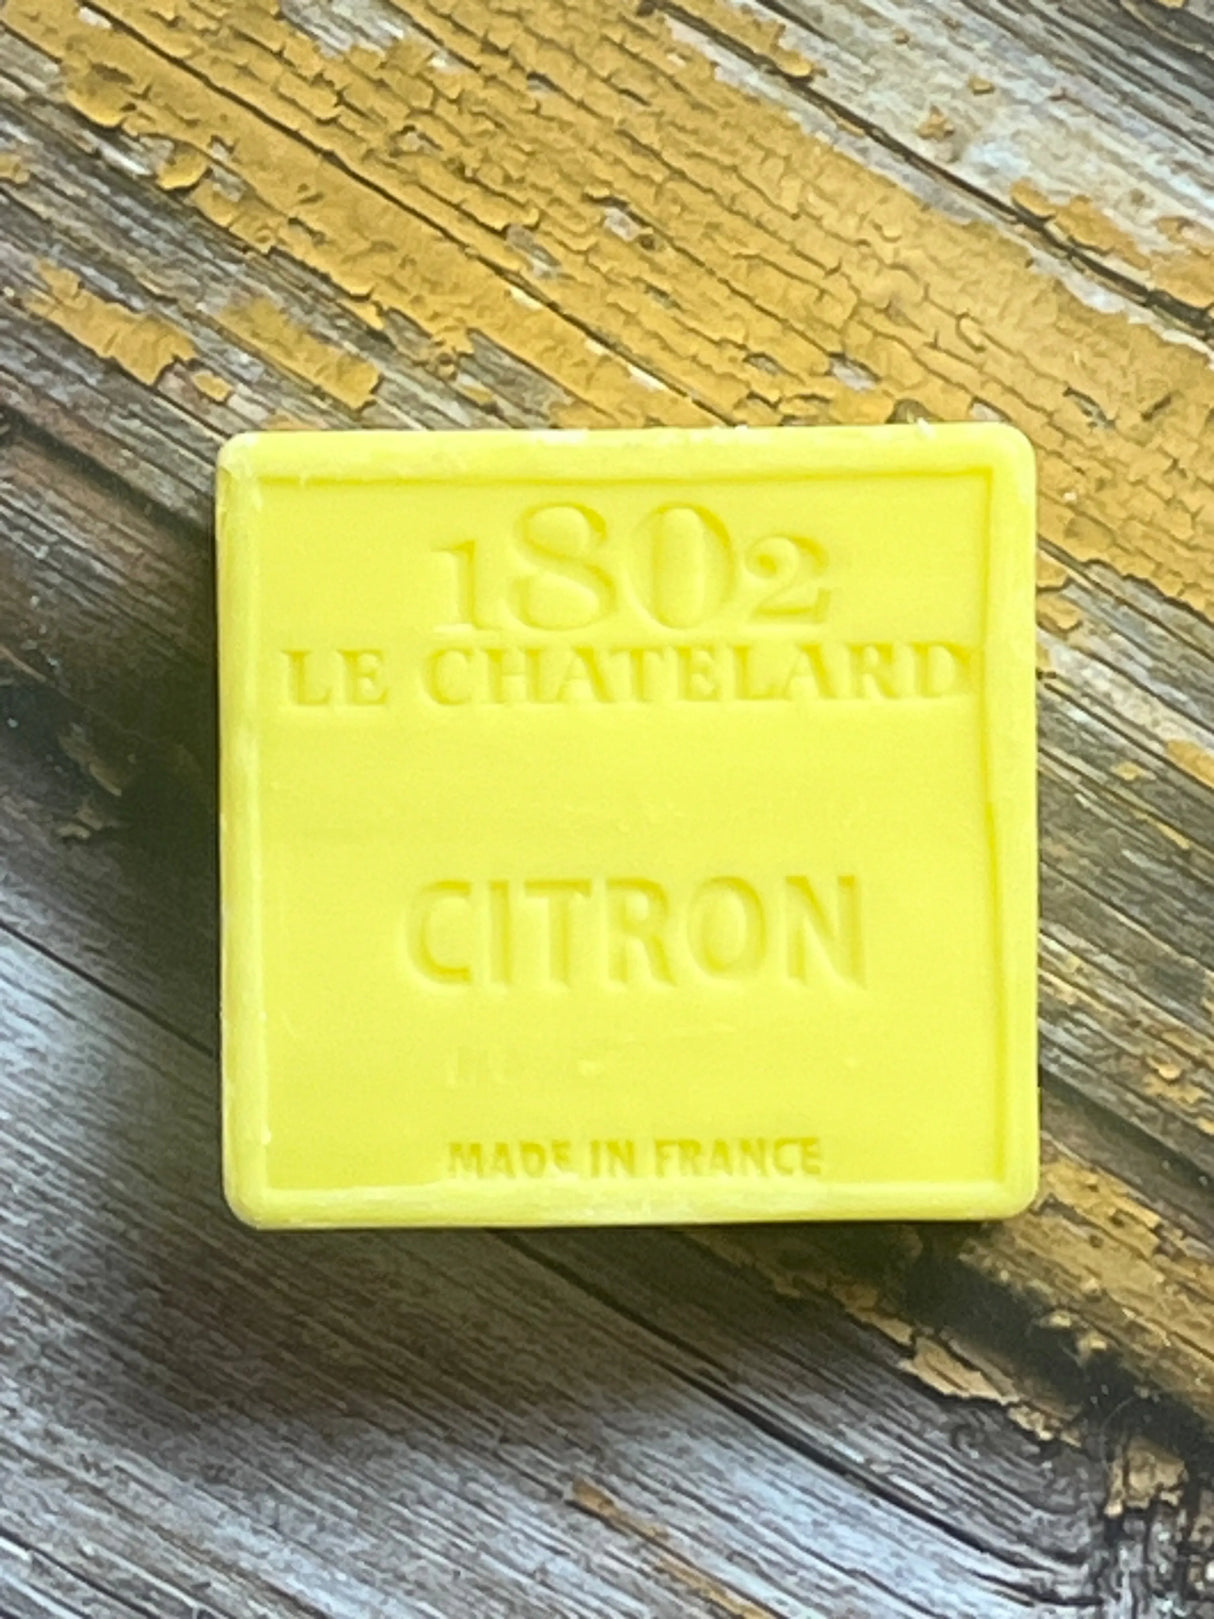 1802
LE CHATELARD
CITRON
MADE IN FRANCE